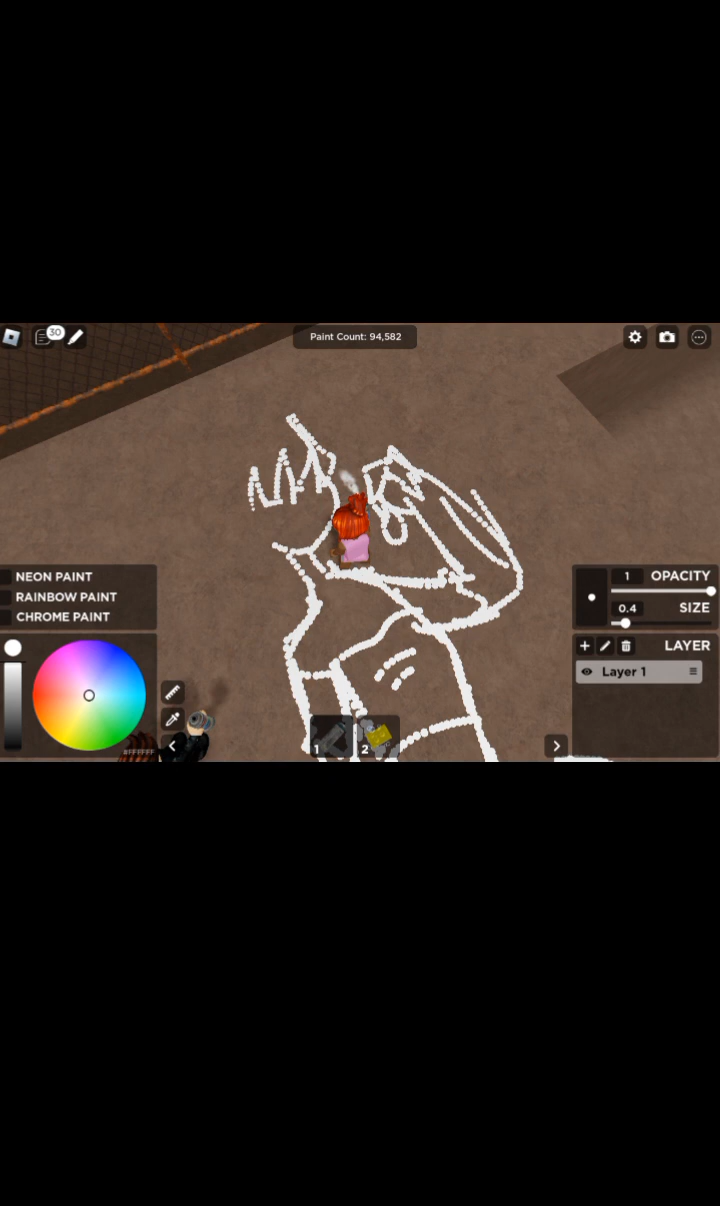 30
Paint Count: 94,582
NEON PAINT
RAINBOW PAINT
CHROME PAINT
#FFFFFF
1
2
1 OPACITY
0.4 SIZE
LAYER
Layer 1